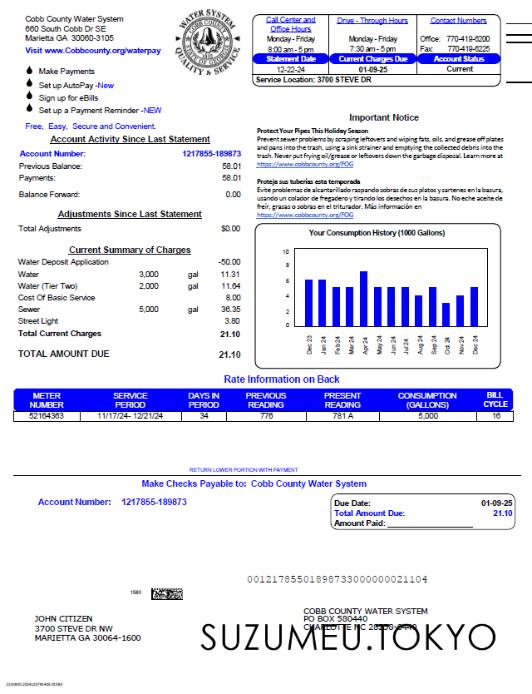 Cobb County Water System
660 South Cobb Dr SE
Marietta GA 30060-3105
Visit www.Cobbcounty.org/waterpay
WATER SYSTEM
QUALITY & SERVICE
Call Center and Office Hours
Monday - Friday
8:00 am - 5 pm
Drive - Through Hours
Monday - Friday
7:30 am - 5 pm
Contact Numbers
Office: 770-419-6200
Fax: 770-419-6225
Statement Date Current Charges Due Account Status
12-22-24 01-09-25 Current
Service Location: 3700 STEVE DR
Make Payments
Set up AutoPay -New
Sign up for eBills
Set up a Payment Reminder -NEW
Free, Easy, Secure and Convenient.
Account Activity Since Last Statement
Account Number: 1217855-189873
Previous Balance: 58.01
Payments: 58.01
Balance Forward: 0.00
Adjustments Since Last Statement
Total Adjustments $0.00
Current Summary of Charges
Water Deposit Application -50.00
Water 3,000 gal 11.31
Water (Tier Two) 2,000 gal 11.35
Cost Of Basic Service 8.00
Sewer 5,000 gal 36.64
Street Light 3.80
Total Current Charges 21.10
TOTAL AMOUNT DUE 21.10
Important Notice
Protect Your Pipes This Holiday Season
Prevent sewer problems by scraping leftovers and wiping fats, oils, and grease off plates
and pans into the trash, using a sink strainer and emptying the collected debris into the
trash. Never put frying oil/grease or leftovers down the garbage disposal. Learn more at
https://www.cobbcounty.org/FOG
Proteja sus tuberías esta temporada
Evite problemas de alcantarillado raspando sobras de sus platos y sartenes en la basura,
usando un colador de fregadero y tirando los desechos en la basura. No eche aceite de
freír, grasas o sobras en el triturador. Más información en
https://www.cobbcounty.org/FOG
Your Consumption History (1000 Gallons)
10
8
6
4
2
0
Dec 23 Jan 24 Feb 24 Mar 24 Apr 24 May 24 Jun 24 Jul 24 Aug 24 Sep 24 Oct 24 Nov 24 Dec 24
Rate Information on Back
METER NUMBER SERVICE PERIOD DAYS IN PERIOD PREVIOUS READING PRESENT READING CONSUMPTION (GALLONS) BILL CYCLE
52164363 11/17/24- 12/21/24 34 776 781 A 5,000 16
RETURN LOWER PORTION WITH PAYMENT
Make Checks Payable to: Cobb County Water System
Account Number: 1217855-189873
Due Date: 01-09-25
Total Amount Due: 21.10
Amount Paid:
001217855018987330000000021104
1580
JOHN CITIZEN
3700 STEVE DR NW
MARIETTA GA 30064-1600
COBB COUNTY WATER SYSTEM
PO BOX 580440
CHARLOTTE NC
SUZUMEU.TOKYO